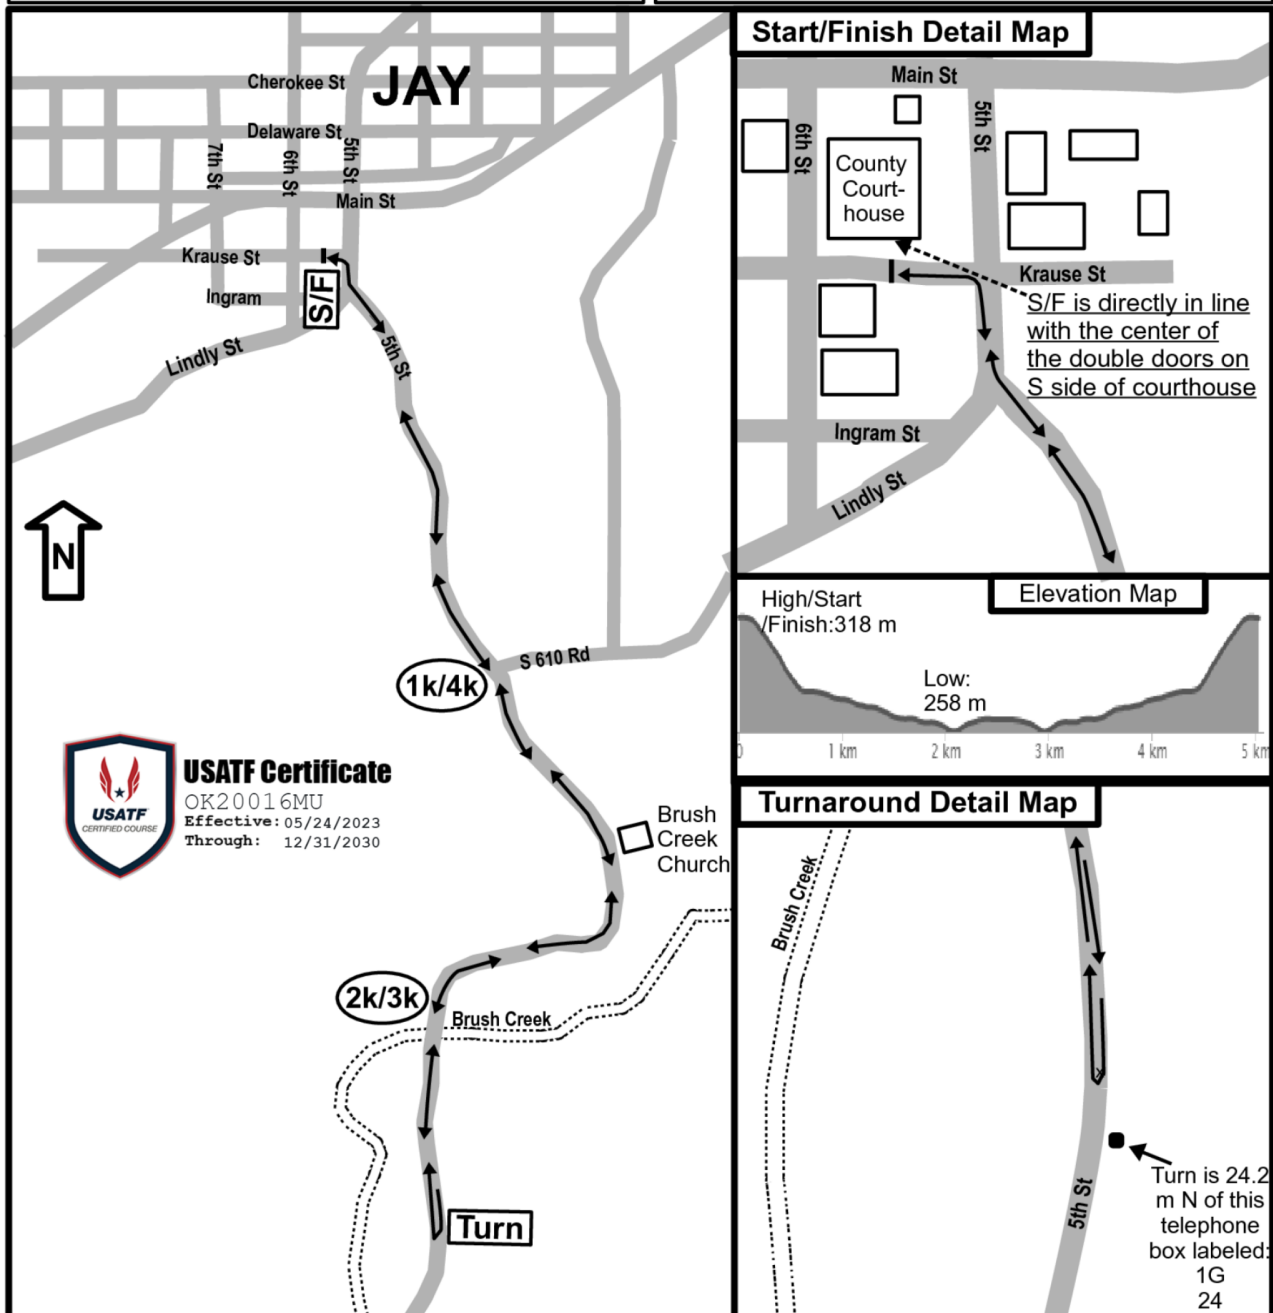 JAY
Cherokee St
Delaware St
7th St
6th St
5th St
Main St
Krause St
S/F
Ingram
Lindly St
5th St
N
S 610 Rd
1k/4k
USATF
CERTIFIED COURSE
USATF Certificate
OK20016MU
Effective: 05/24/2023
Through: 12/31/2030
Brush
Creek
Church
2k/3k
Brush Creek
Turn
Start/Finish Detail Map
Main St
6th St
5th St
County
Court-
house
Krause St
S/F is directly in line
with the center of
the double doors on
S side of courthouse
Ingram St
Lindly St
Elevation Map
High/Start
/Finish:318 m
Low:
258 m
0 1 km 2 km 3 km 4 km 5 km
Turnaround Detail Map
Brush Creek
5th St
Turn is 24.2
m N of this
telephone
box labeled:
1G
24